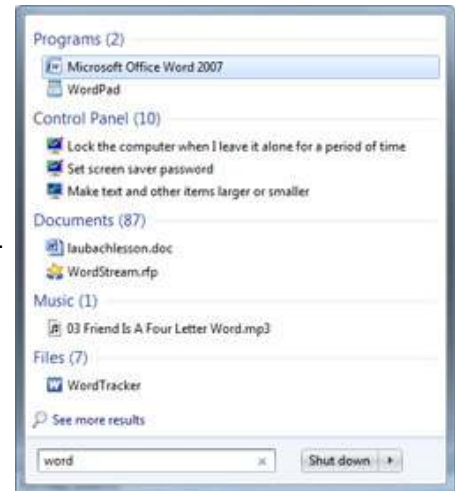 Programs (2)
Microsoft Office Word 2007
WordPad
Control Panel (10)
Lock the computer when I leave it alone for a period of time
Set screen saver password
Make text and other items larger or smaller
Documents (87)
laubachlesson.doc
WordStream.rfp
Music (1)
03 Friend Is A Four Letter Word.mp3
Files (7)
WordTracker
See more results
word
Shut down